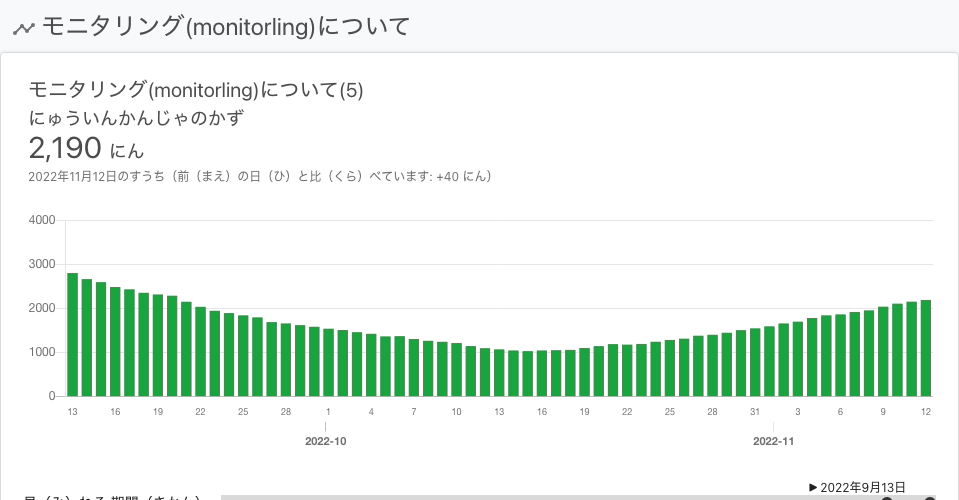 モニタリング(monitorling)について
モニタリング(monitorling)について(5)
にゅういんかんじゃのかず
2,190 にん
2022年11月12日のすうち（前（まえ）の日（ひ）と比（くら）べています: +40 にん）
4000
3000
2000
1000
0
13 16 19 22 25 28 1 4 7 10 13 16 19 22 25 28 31 3 6 9 12
2022-10 2022-11
▶ 2022年9月13日